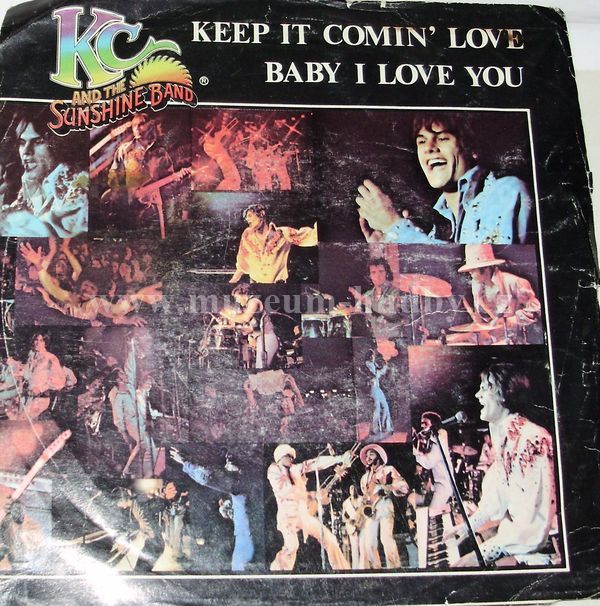 KC
AND THE
SUNSHINE BAND ®
KEEP IT COMIN' LOVE
BABY I LOVE YOU